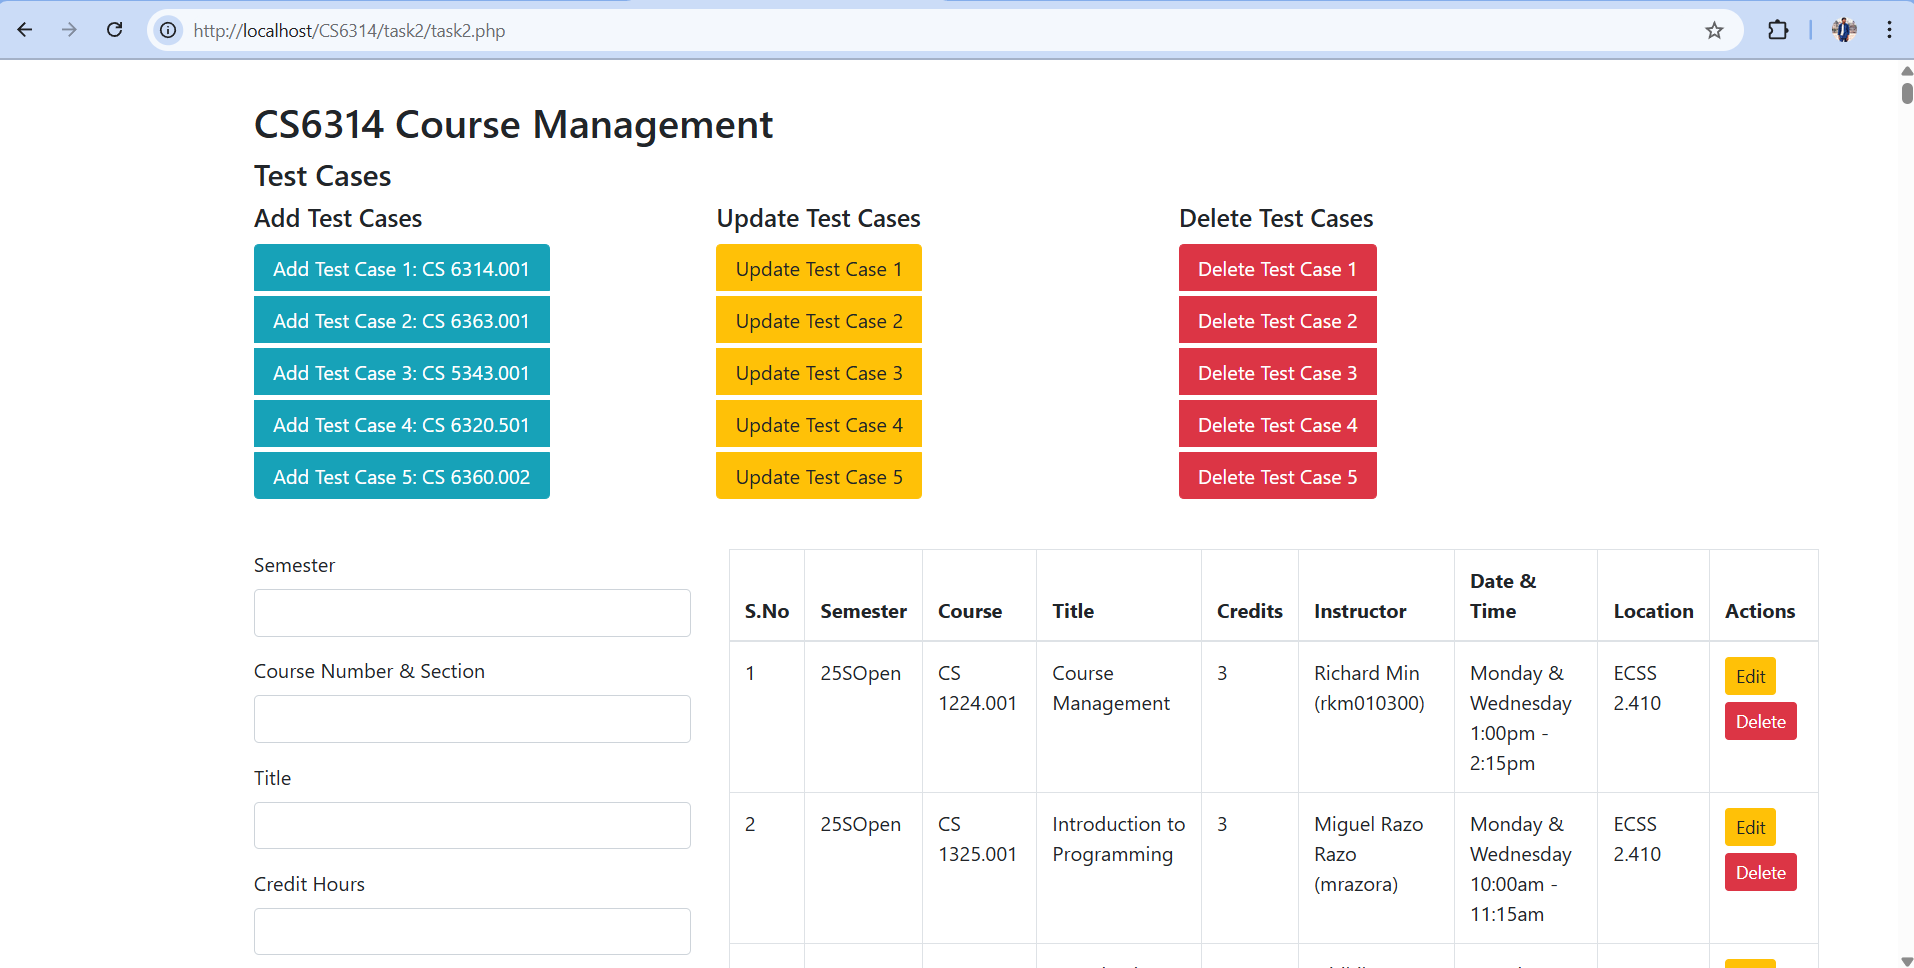 http://localhost/CS6314/task2/task2.php
CS6314 Course Management
Test Cases
Add Test Cases
Add Test Case 1: CS 6314.001
Add Test Case 2: CS 6363.001
Add Test Case 3: CS 5343.001
Add Test Case 4: CS 6320.501
Add Test Case 5: CS 6360.002
Update Test Cases
Update Test Case 1
Update Test Case 2
Update Test Case 3
Update Test Case 4
Update Test Case 5
Delete Test Cases
Delete Test Case 1
Delete Test Case 2
Delete Test Case 3
Delete Test Case 4
Delete Test Case 5
Semester
Course Number & Section
Title
Credit Hours
S.No
Semester
Course
Title
Credits
Instructor
Date &
Time
Location
Actions
1
25SOpen
CS
1224.001
Course
Management
3
Richard Min
(rkm010300)
Monday &
Wednesday
1:00pm -
2:15pm
ECSS
2.410
Edit
Delete
2
25SOpen
CS
1325.001
Introduction to
Programming
3
Miguel Razo
Razo
(mrazora)
Monday &
Wednesday
10:00am -
11:15am
ECSS
2.410
Edit
Delete